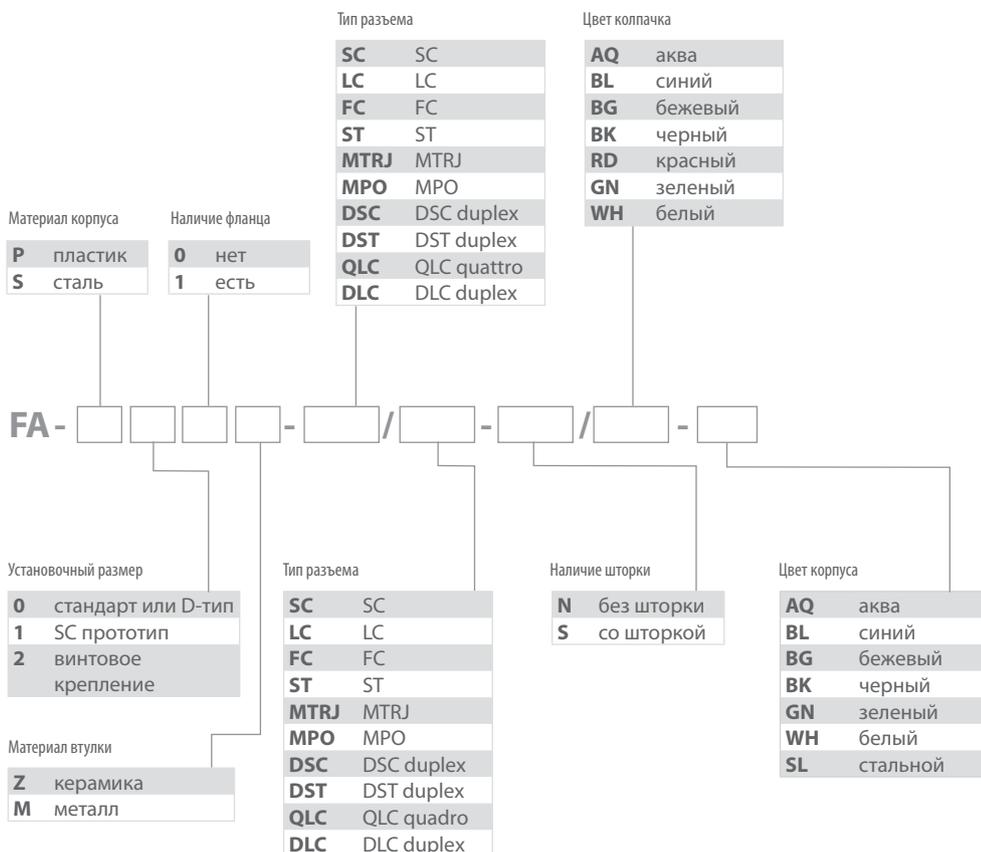 Тип разъема
SC SC
LC LC
FC FC
ST ST
MTRJ MTRJ
MPO MPO
DSC DSC duplex
DST DST duplex
QLC QLC quattro
DLC DLC duplex
Цвет колпачка
AQ аква
BL синий
BG бежевый
BK черный
RD красный
GN зеленый
WH белый
Материал корпуса
P пластик
S сталь
Наличие фланца
0 нет
1 есть
FA - - / - / -
Установочный размер
0 стандарт или D-тип
1 SC прототип
2 винтовое
крепление
Материал втулки
Z керамика
M металл
Тип разъема
SC SC
LC LC
FC FC
ST ST
MTRJ MTRJ
MPO MPO
DSC DSC duplex
DST DST duplex
QLC QLC quadro
DLC DLC duplex
Наличие шторки
N без шторки
S со шторкой
Цвет корпуса
AQ аква
BL синий
BG бежевый
BK черный
GN зеленый
WH белый
SL стальной